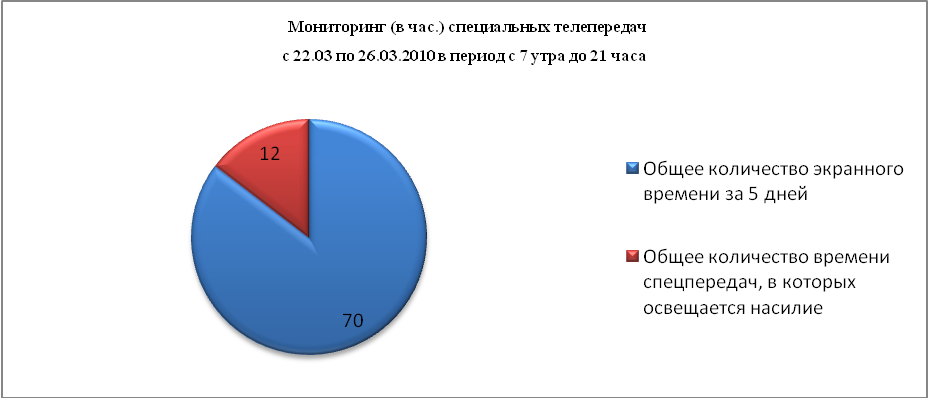 Мониторинг (в час.) специальных телепередач
с 22.03 по 26.03.2010 в период с 7 утра до 21 часа
12
70
Общее количество экранного
времени за 5 дней
Общее количество времени
спецпередач, в которых
освещается насилие